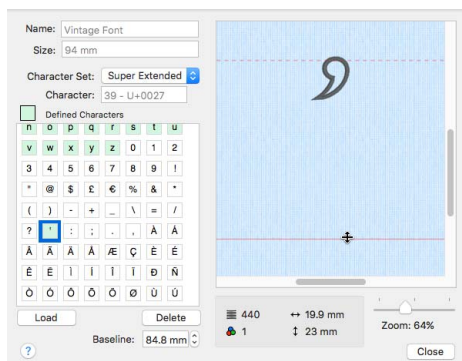 Name: Vintage Font
Size: 94 mm
Character Set: Super Extended
Character: 39 - U+0027
Defined Characters
n o p q r s t u
v w x y z 0 1 2
3 4 5 6 7 8 9 !
@ $ £ € % & *
( ) - + _ \ = /
? ' : ; . , À Á
Â Ã Ä Å Æ Ç È É
Ê Ë Ì Í Î Ï Ð Ñ
Ò Ó Ô Õ Ö Ø Ù Ú
Load Delete
Baseline: 84.8 mm
?
,
440 19.9 mm
1 23 mm
Zoom: 64%
Close